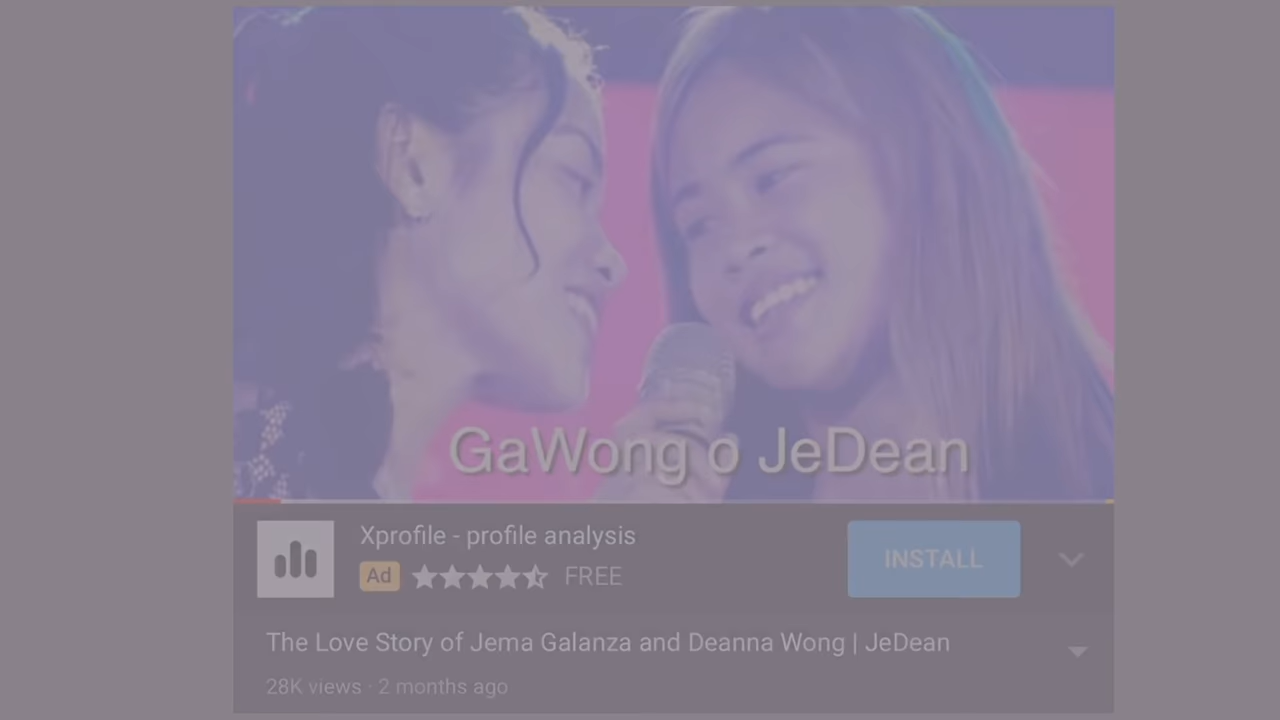 GaWong o JeDean
Xprofile - profile analysis
Ad FREE
INSTALL
The Love Story of Jema Galanza and Deanna Wong | JeDean
28K views · 2 months ago